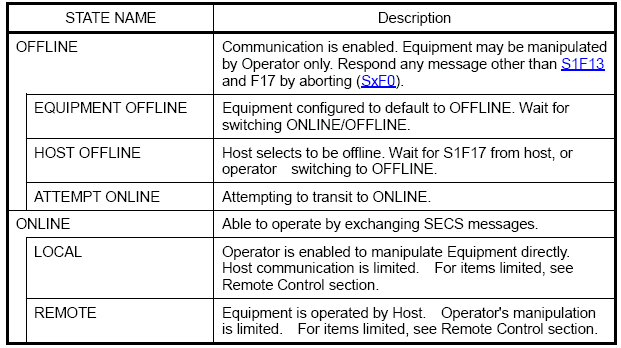 STATE NAME Description
OFFLINE Communication is enabled. Equipment may be manipulated
by Operator only. Respond any message other than S1F13
and F17 by aborting (SxF0).
EQUIPMENT OFFLINE Equipment configured to default to OFFLINE. Wait for
switching ONLINE/OFFLINE.
HOST OFFLINE Host selects to be offline. Wait for S1F17 from host, or
operator switching to OFFLINE.
ATTEMPT ONLINE Attempting to transit to ONLINE.
ONLINE Able to operate by exchanging SECS messages.
LOCAL Operator is enabled to manipulate Equipment directly.
Host communication is limited. For items limited, see
Remote Control section.
REMOTE Equipment is operated by Host. Operator's manipulation
is limited. For items limited, see Remote Control section.